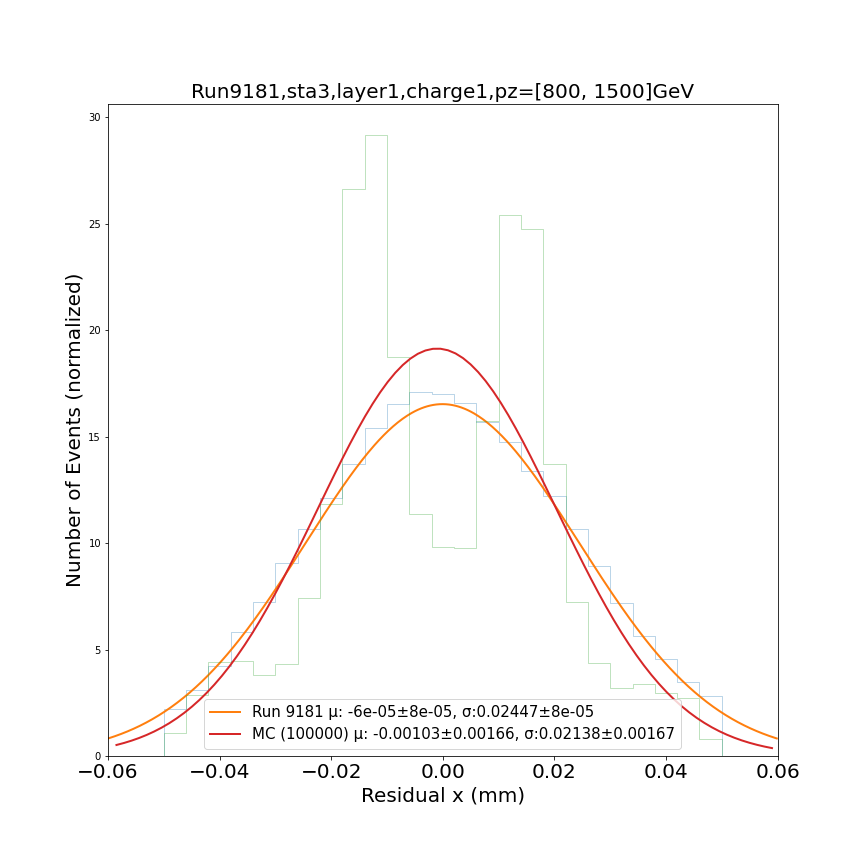 Run9181,sta3,layer1,charge1,pz=[800, 1500]GeV
Number of Events (normalized)
30
25
20
15
10
5
0
Run 9181 μ: -6e-05±8e-05, σ:0.02447±8e-05
MC (100000) μ: -0.00103±0.00166, σ:0.02138±0.00167
−0.06 −0.04 −0.02 0.00 0.02 0.04 0.06
Residual x (mm)